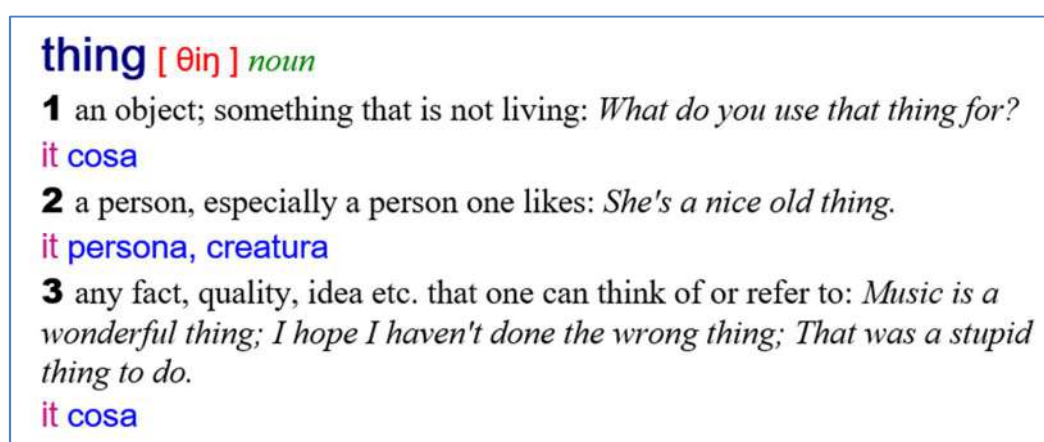 thing [ θiŋ ] noun
1 an object; something that is not living: What do you use that thing for?
it cosa
2 a person, especially a person one likes: She's a nice old thing.
it persona, creatura
3 any fact, quality, idea etc. that one can think of or refer to: Music is a
wonderful thing; I hope I haven't done the wrong thing; That was a stupid
thing to do.
it cosa